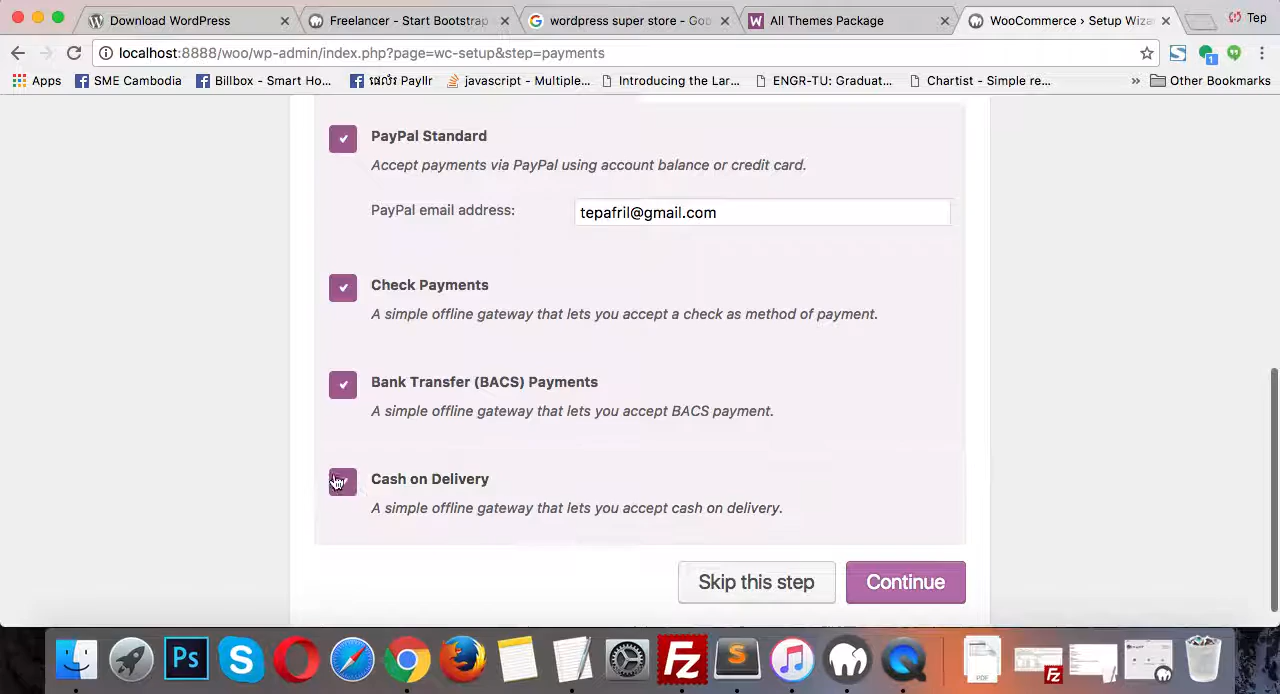 Download WordPress
Freelancer - Start Bootstrap
wordpress super store - Goo
All Themes Package
WooCommerce › Setup Wiza
Tep
localhost:8888/woo/wp-admin/index.php?page=wc-setup&step=payments
Apps
SME Cambodia
Billbox - Smart Ho...
javascript - Multiple...
Introducing the Lar...
ENGR-TU: Graduat...
Chartist - Simple re...
»
Other Bookmarks
PayPal Standard
Accept payments via PayPal using account balance or credit card.
PayPal email address:
tepafril@gmail.com
Check Payments
A simple offline gateway that lets you accept a check as method of payment.
Bank Transfer (BACS) Payments
A simple offline gateway that lets you accept BACS payment.
Cash on Delivery
A simple offline gateway that lets you accept cash on delivery.
Skip this step
Continue